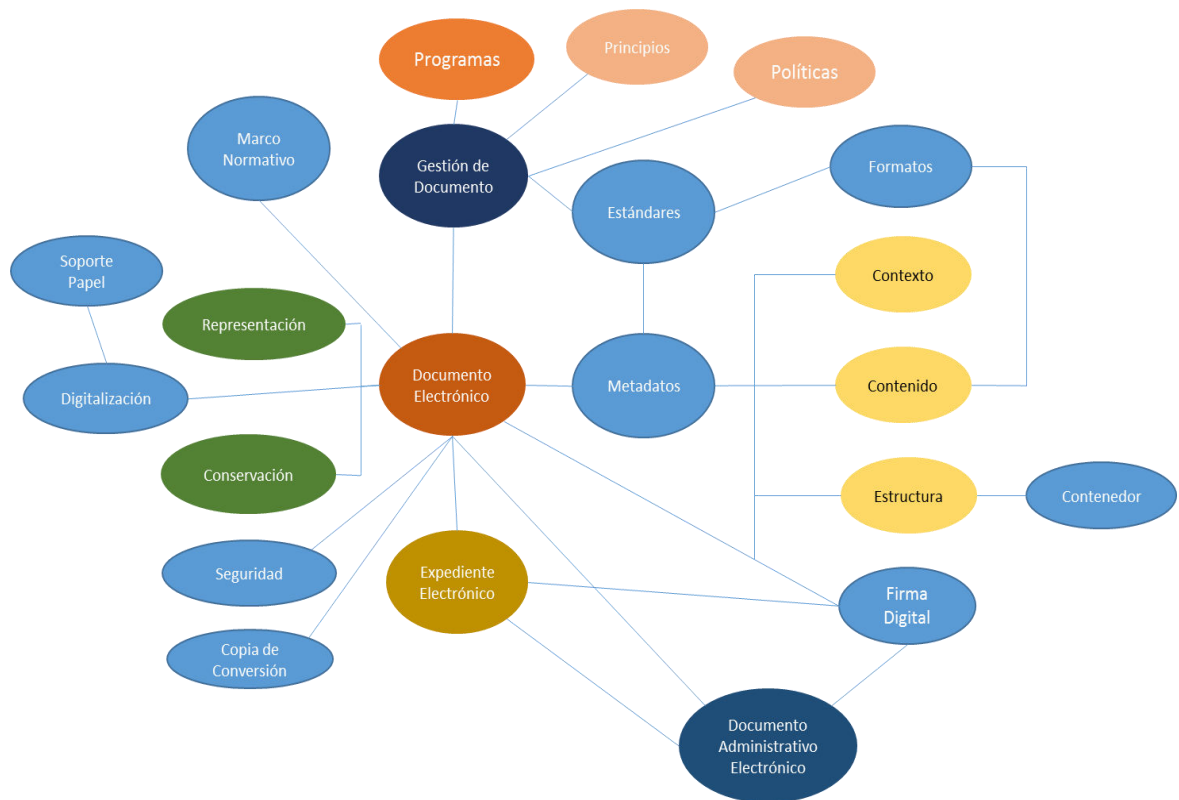 Programas
Principios
Políticas
Marco
Normativo
Gestión de
Documento
Formatos
Estándares
Soporte
Papel
Contexto
Representación
Documento
Electrónico
Metadatos
Contenido
Digitalización
Conservación
Estructura
Contenedor
Seguridad
Expediente
Electrónico
Firma
Digital
Copia de
Conversión
Documento
Administrativo
Electrónico